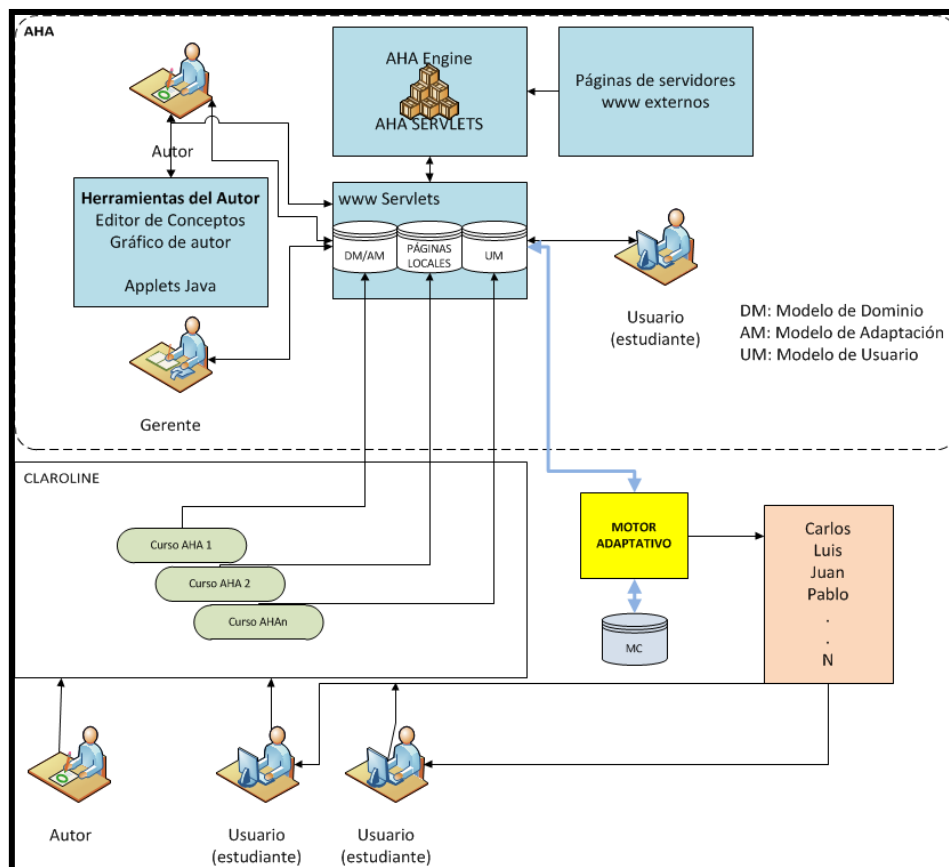 AHA
AHA Engine
AHA SERVLETS
Páginas de servidores
www externos
Autor
Herramientas del Autor
Editor de Conceptos
Gráfico de autor
Applets Java
www Servlets
DM/AM
PÁGINAS
LOCALES
UM
Usuario
(estudiante)
DM: Modelo de Dominio
AM: Modelo de Adaptación
UM: Modelo de Usuario
Gerente
CLAROLINE
Curso AHA 1
Curso AHA 2
Curso AHAn
MOTOR
ADAPTATIVO
MC
Carlos
Luis
Juan
Pablo
.
.
N
Autor
Usuario
(estudiante)
Usuario
(estudiante)